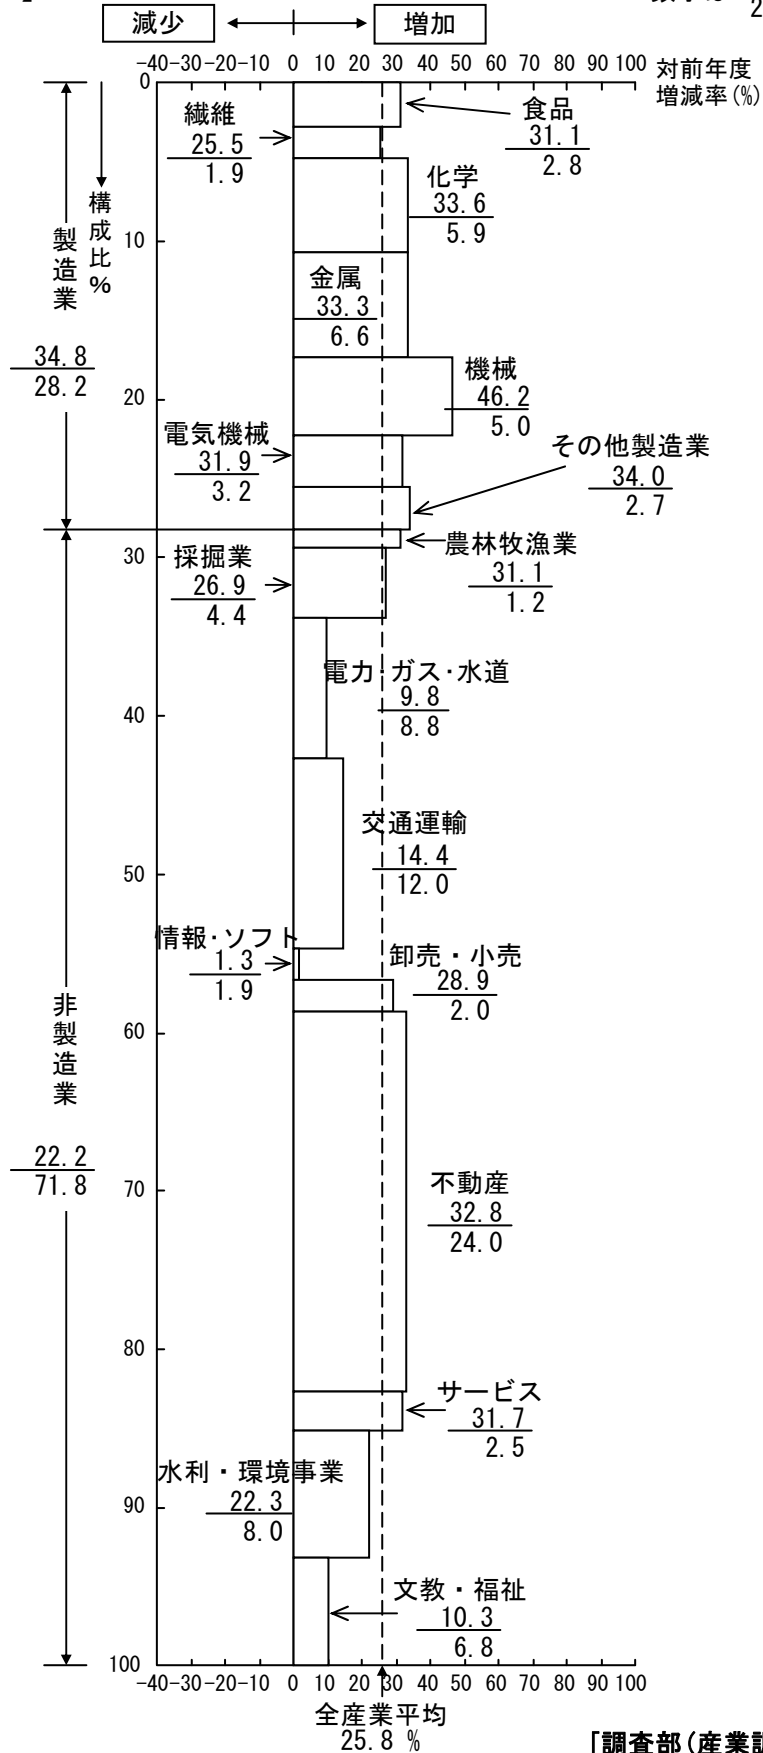 2
減少
増加
-40-30-20-10 0 10 20 30 40 50 60 70 80 90 100
対前年度
増減率(%)
0
構成比%
製造業
34.8
28.2
繊維
25.5
1.9
食品
31.1
2.8
化学
33.6
5.9
10
金属
33.3
6.6
機械
46.2
5.0
20
電気機械
31.9
3.2
その他製造業
34.0
2.7
農林牧漁業
31.1
1.2
30
採掘業
26.9
4.4
電力・ガス・水道
9.8
8.8
40
交通運輸
14.4
12.0
50
情報・ソフト
1.3
1.9
卸売・小売
28.9
2.0
非製造業
22.2
71.8
60
不動産
32.8
24.0
70
80
サービス
31.7
2.5
水利・環境事業
22.3
8.0
90
文教・福祉
10.3
6.8
100
-40-30-20-10 0 10 20 30 40 50 60 70 80 90 100
全産業平均
25.8 %
「調査部(産業調